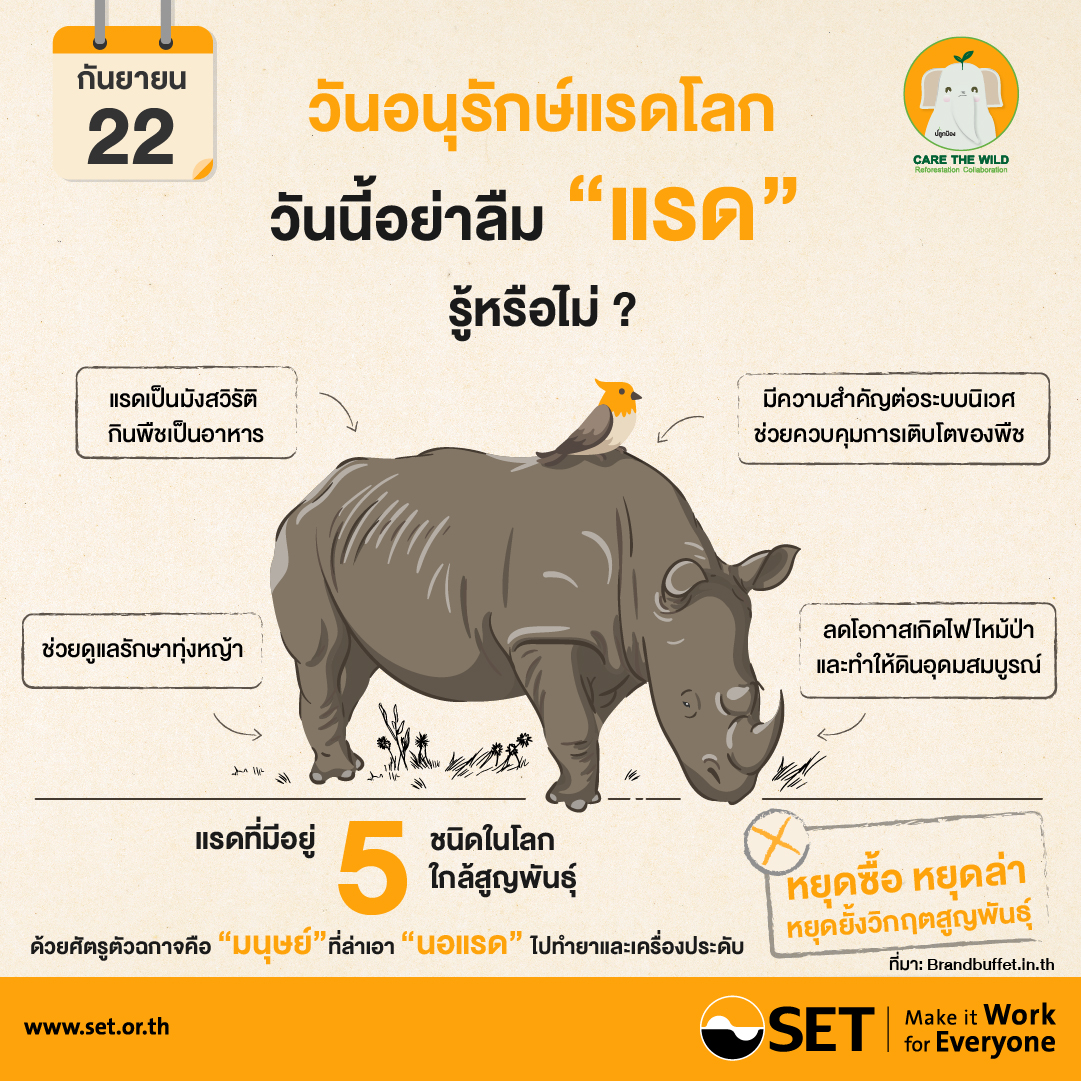 กันยายน
22
วันอนุรักษ์แรดโลก
วันนี้อย่าลืม “แรด”
รู้หรือไม่ ?
ปลูกป้อง
CARE THE WILD
Reforestation Collaboration
แรดเป็นมังสวิรัติ
กินพืชเป็นอาหาร
มีความสำคัญต่อระบบนิเวศ
ช่วยควบคุมการเติบโตของพืช
ช่วยดูแลรักษาทุ่งหญ้า
ลดโอกาสเกิดไฟไหม้ป่า
และทำให้ดินอุดมสมบูรณ์
แรดที่มีอยู่ 5 ชนิดในโลก
ใกล้สูญพันธุ์
ด้วยศัตรูตัวฉกาจคือ “มนุษย์” ที่ล่าเอา “นอแรด” ไปทำยาและเครื่องประดับ
หยุดซื้อ หยุดล่า
หยุดยั้งวิกฤตสูญพันธุ์
ที่มา: Brandbuffet.in.th
www.set.or.th
SET
Make it Work
for Everyone